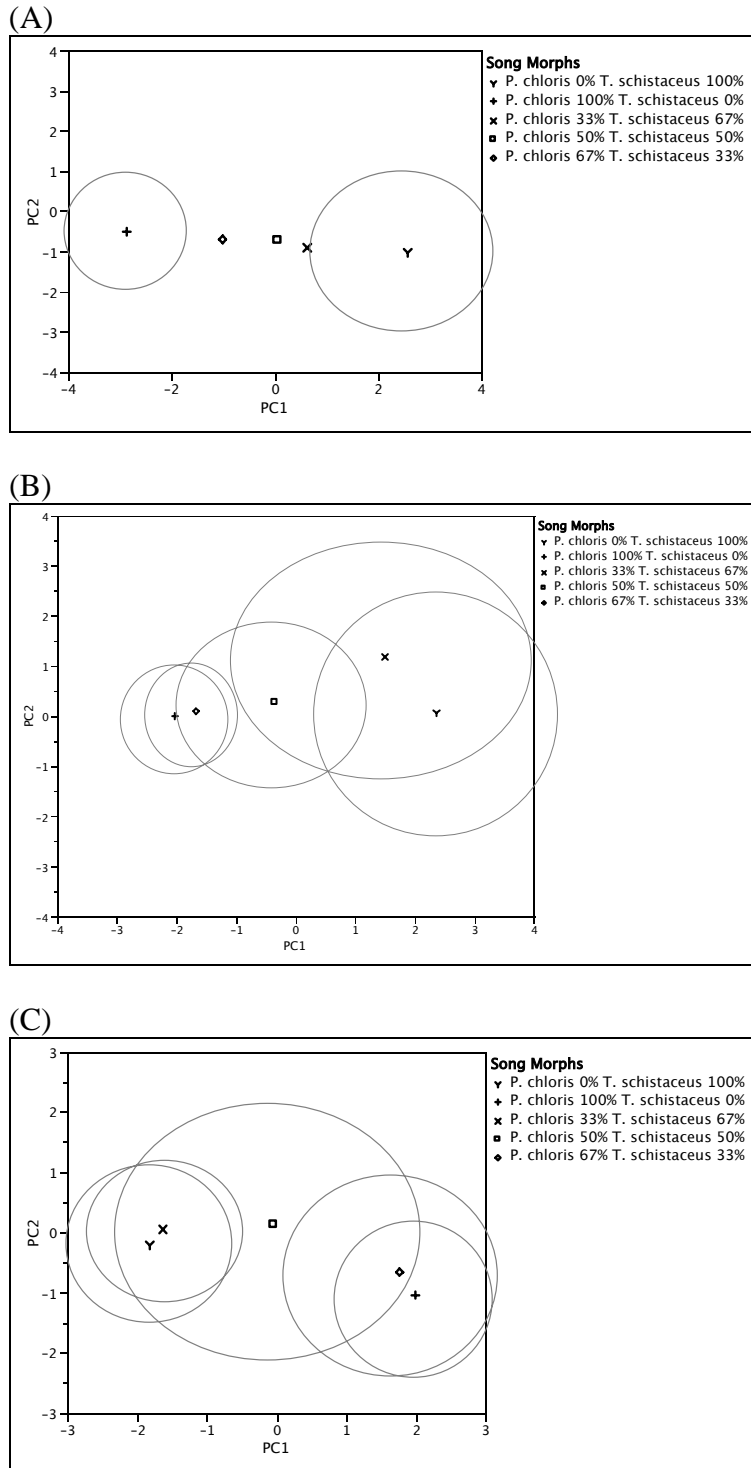 (A)
4
3
2
1
0
-1
-2
-3
-4
PC2
-4
-2
0
2
4
PC1
Song Morphs
P. chloris 0% T. schistaceus 100%
P. chloris 100% T. schistaceus 0%
P. chloris 33% T. schistaceus 67%
P. chloris 50% T. schistaceus 50%
P. chloris 67% T. schistaceus 33%
(B)
4
3
2
1
0
-1
-2
-3
-4
PC2
-4
-3
-2
-1
0
1
2
3
4
PC1
Song Morphs
P. chloris 0% T. schistaceus 100%
P. chloris 100% T. schistaceus 0%
P. chloris 33% T. schistaceus 67%
P. chloris 50% T. schistaceus 50%
P. chloris 67% T. schistaceus 33%
(C)
3
2
1
0
-1
-2
-3
PC2
-3
-2
-1
0
1
2
3
PC1
Song Morphs
P. chloris 0% T. schistaceus 100%
P. chloris 100% T. schistaceus 0%
P. chloris 33% T. schistaceus 67%
P. chloris 50% T. schistaceus 50%
P. chloris 67% T. schistaceus 33%